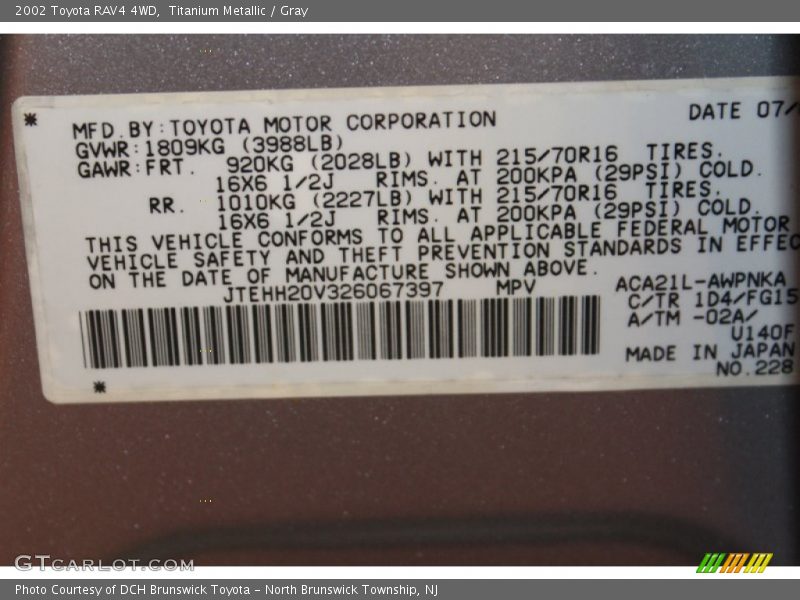 2002 Toyota RAV4 4WD,  Titanium Metallic / Gray
MFD.BY:TOYOTA MOTOR CORPORATION DATE 07/
GVWR:1809KG (3988LB)
GAWR:FRT. 920KG (2028LB) WITH 215/70R16 TIRES.
16X6 1/2J RIMS. AT 200KPA (29PSI) COLD.
RR. 1010KG (2227LB) WITH 215/70R16 TIRES.
16X6 1/2J RIMS. AT 200KPA (29PSI) COLD.
THIS VEHICLE CONFORMS TO ALL APPLICABLE FEDERAL MOTOR
VEHICLE SAFETY AND THEFT PREVENTION STANDARDS IN EFFEC
ON THE DATE OF MANUFACTURE SHOWN ABOVE.
JTEHH20V326067397 MPV ACA21L-AWPNKA
C/TR 1D4/FG15
A/TM -02A/
U140F
MADE IN JAPAN
NO.228
GTCARLOT.COM
Photo Courtesy of DCH Brunswick Toyota - North Brunswick Township, NJ